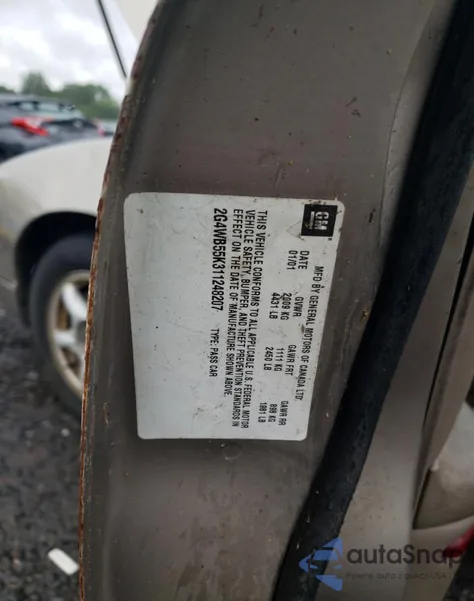 GM
MFD BY GENERAL MOTORS OF CANADA LTD.
DATE GVWR GAWR FRT GAWR RR
01/01 2009 KG 1111 KG 899 KG
4431 LB 2450 LB 1981 LB
THIS VEHICLE CONFORMS TO ALL APPLICABLE U.S. FEDERAL MOTOR
VEHICLE SAFETY, BUMPER, AND THEFT PREVENTION STANDARDS IN
EFFECT ON THE DATE OF MANUFACTURE SHOWN ABOVE.
2G4WB55K311248207 TYPE: PASS CAR
autoSnap